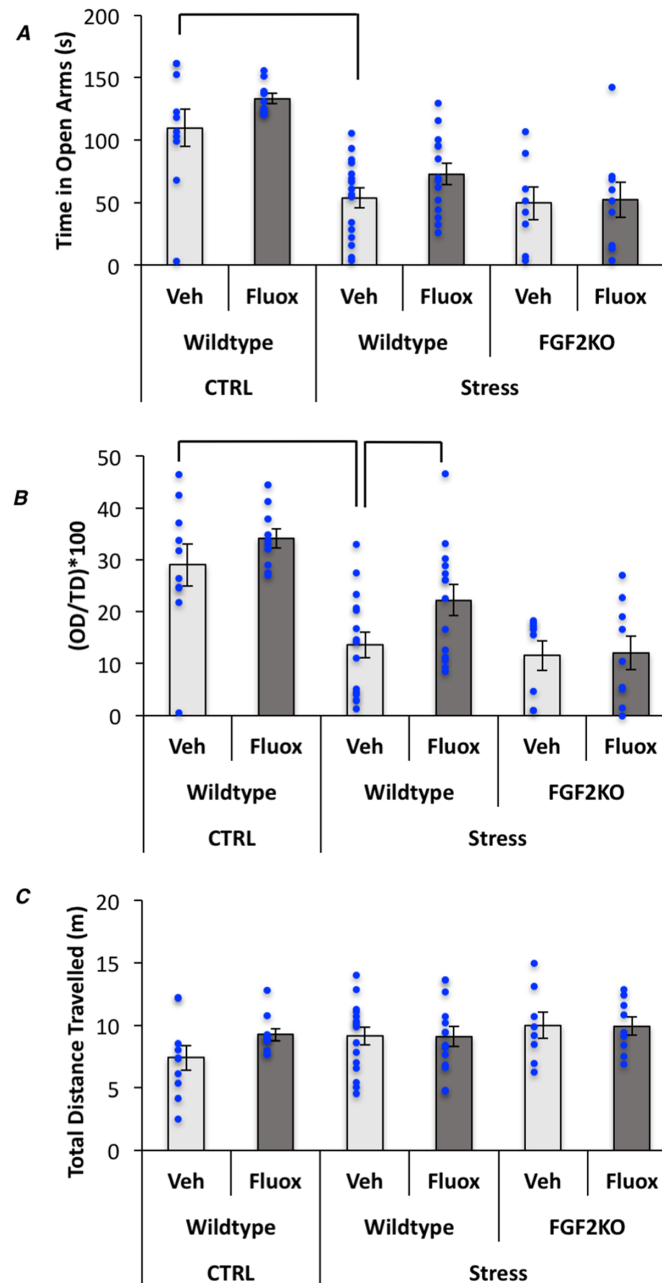 A
Time in Open Arms (s)
200
150
100
50
0
Veh Fluox Veh Fluox Veh Fluox
Wildtype Wildtype FGF2KO
CTRL Stress
B
(OD/TD)*100
50
40
30
20
10
0
Veh Fluox Veh Fluox Veh Fluox
Wildtype Wildtype FGF2KO
CTRL Stress
C
Total Distance Travelled (m)
20
15
10
5
0
Veh Fluox Veh Fluox Veh Fluox
Wildtype Wildtype FGF2KO
CTRL Stress